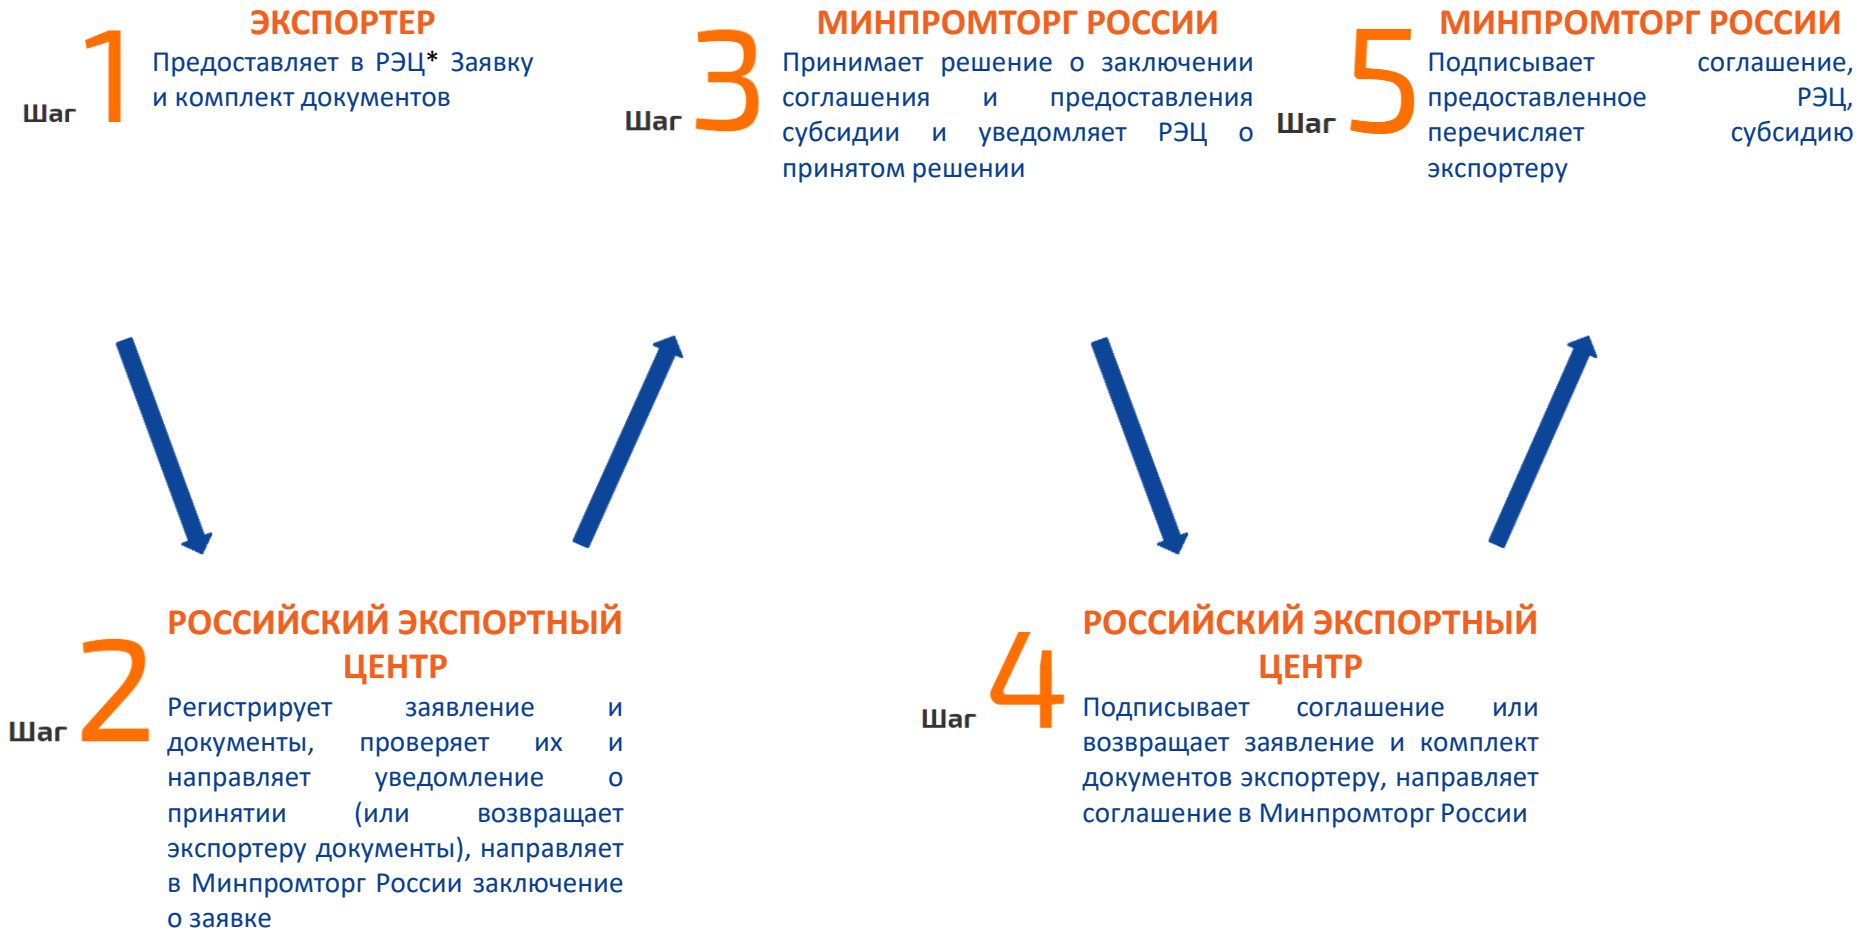 Шаг 1
ЭКСПОРТЕР
Предоставляет в РЭЦ* Заявку
и комплект документов
Шаг 3
МИНПРОМТОРГ РОССИИ
Принимает решение о заключении
соглашения и предоставления
субсидии и уведомляет РЭЦ о
принятом решении
Шаг 5
МИНПРОМТОРГ РОССИИ
Подписывает соглашение,
предоставленное РЭЦ,
перечисляет субсидию
экспортеру
Шаг 2
РОССИЙСКИЙ ЭКСПОРТНЫЙ
ЦЕНТР
Регистрирует заявление и
документы, проверяет их и
направляет уведомление о
принятии (или возвращает
экспортеру документы), направляет
в Минпромторг России заключение
о заявке
Шаг 4
РОССИЙСКИЙ ЭКСПОРТНЫЙ
ЦЕНТР
Подписывает соглашение или
возвращает заявление и комплект
документов экспортеру, направляет
соглашение в Минпромторг России